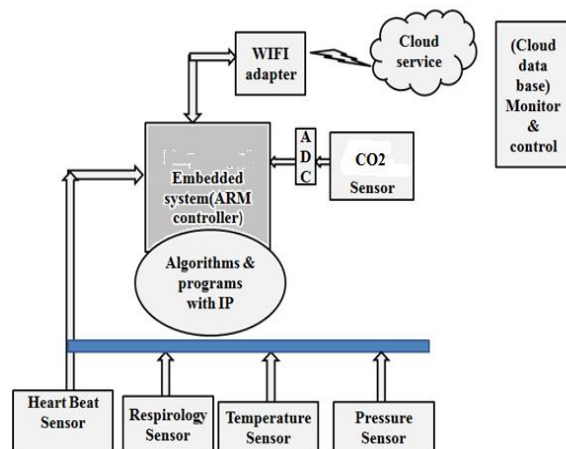 WIFI
adapter
Cloud
service
(Cloud
data
base)
Monitor
&
control
A
D
C
CO2
Sensor
Embedded
system(ARM
controller)
Algorithms &
programs
with IP
Heart Beat
Sensor
Respirology
Sensor
Temperature
Sensor
Pressure
Sensor